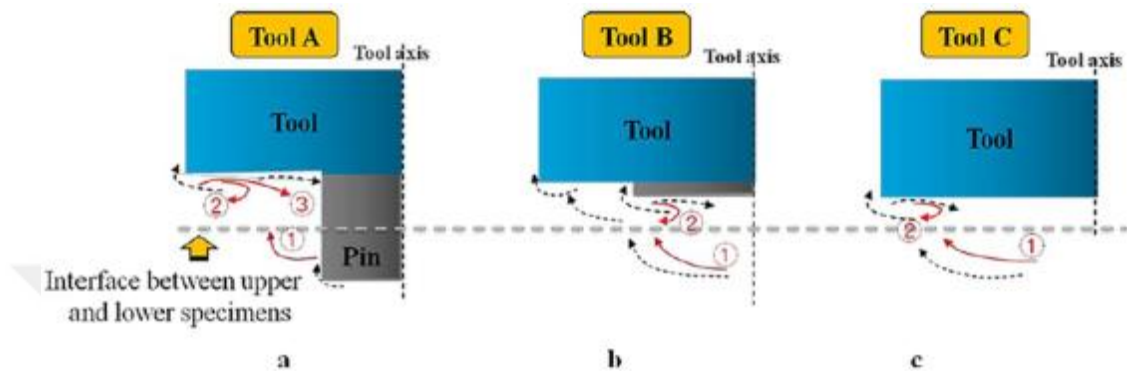 Tool A
Tool B
Tool C
Tool axis
Tool axis
Tool axis
Tool
Tool
Tool
② ③
①
Pin
②
①
②
①
Interface between upper
and lower specimens
a
b
c